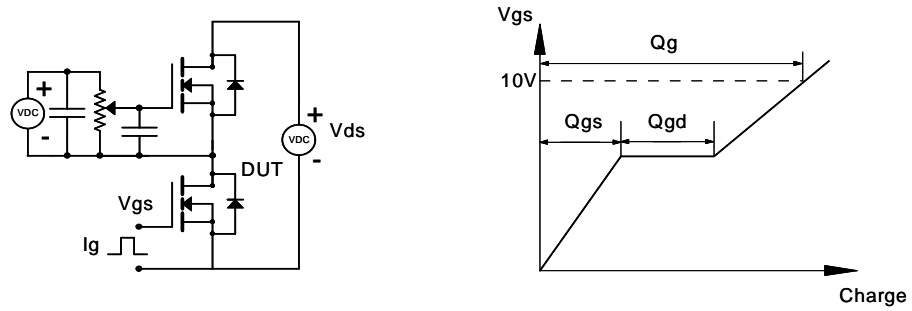 +
VDC
-
+
VDC
-
Vds
DUT
Vgs
Ig
Vgs
Qg
10V
Qgs
Qgd
Charge